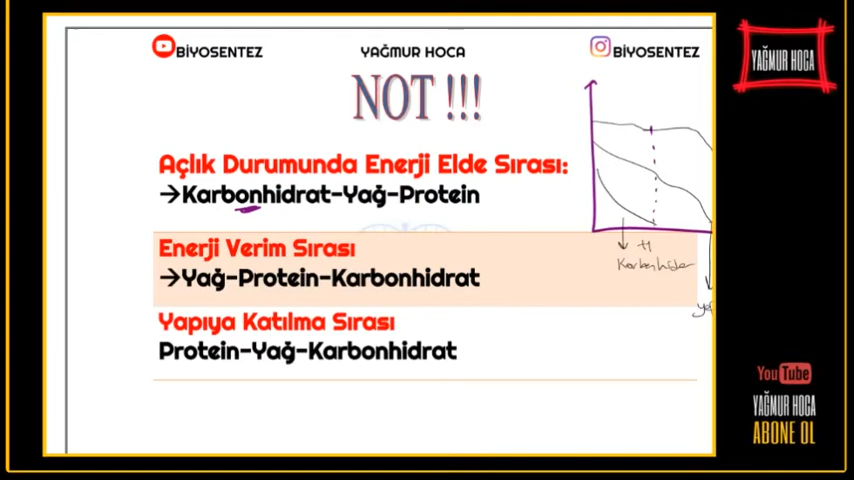 BİYOSENTEZ YAĞMUR HOCA BİYOSENTEZ
NOT !!!
Açlık Durumunda Enerji Elde Sırası:
→Karbonhidrat-Yağ-Protein
Enerji Verim Sırası
→Yağ-Protein-Karbonhidrat
Yapıya Katılma Sırası
Protein-Yağ-Karbonhidrat
t1
YAĞMUR HOCA
YouTube
YAĞMUR HOCA
ABONE OL